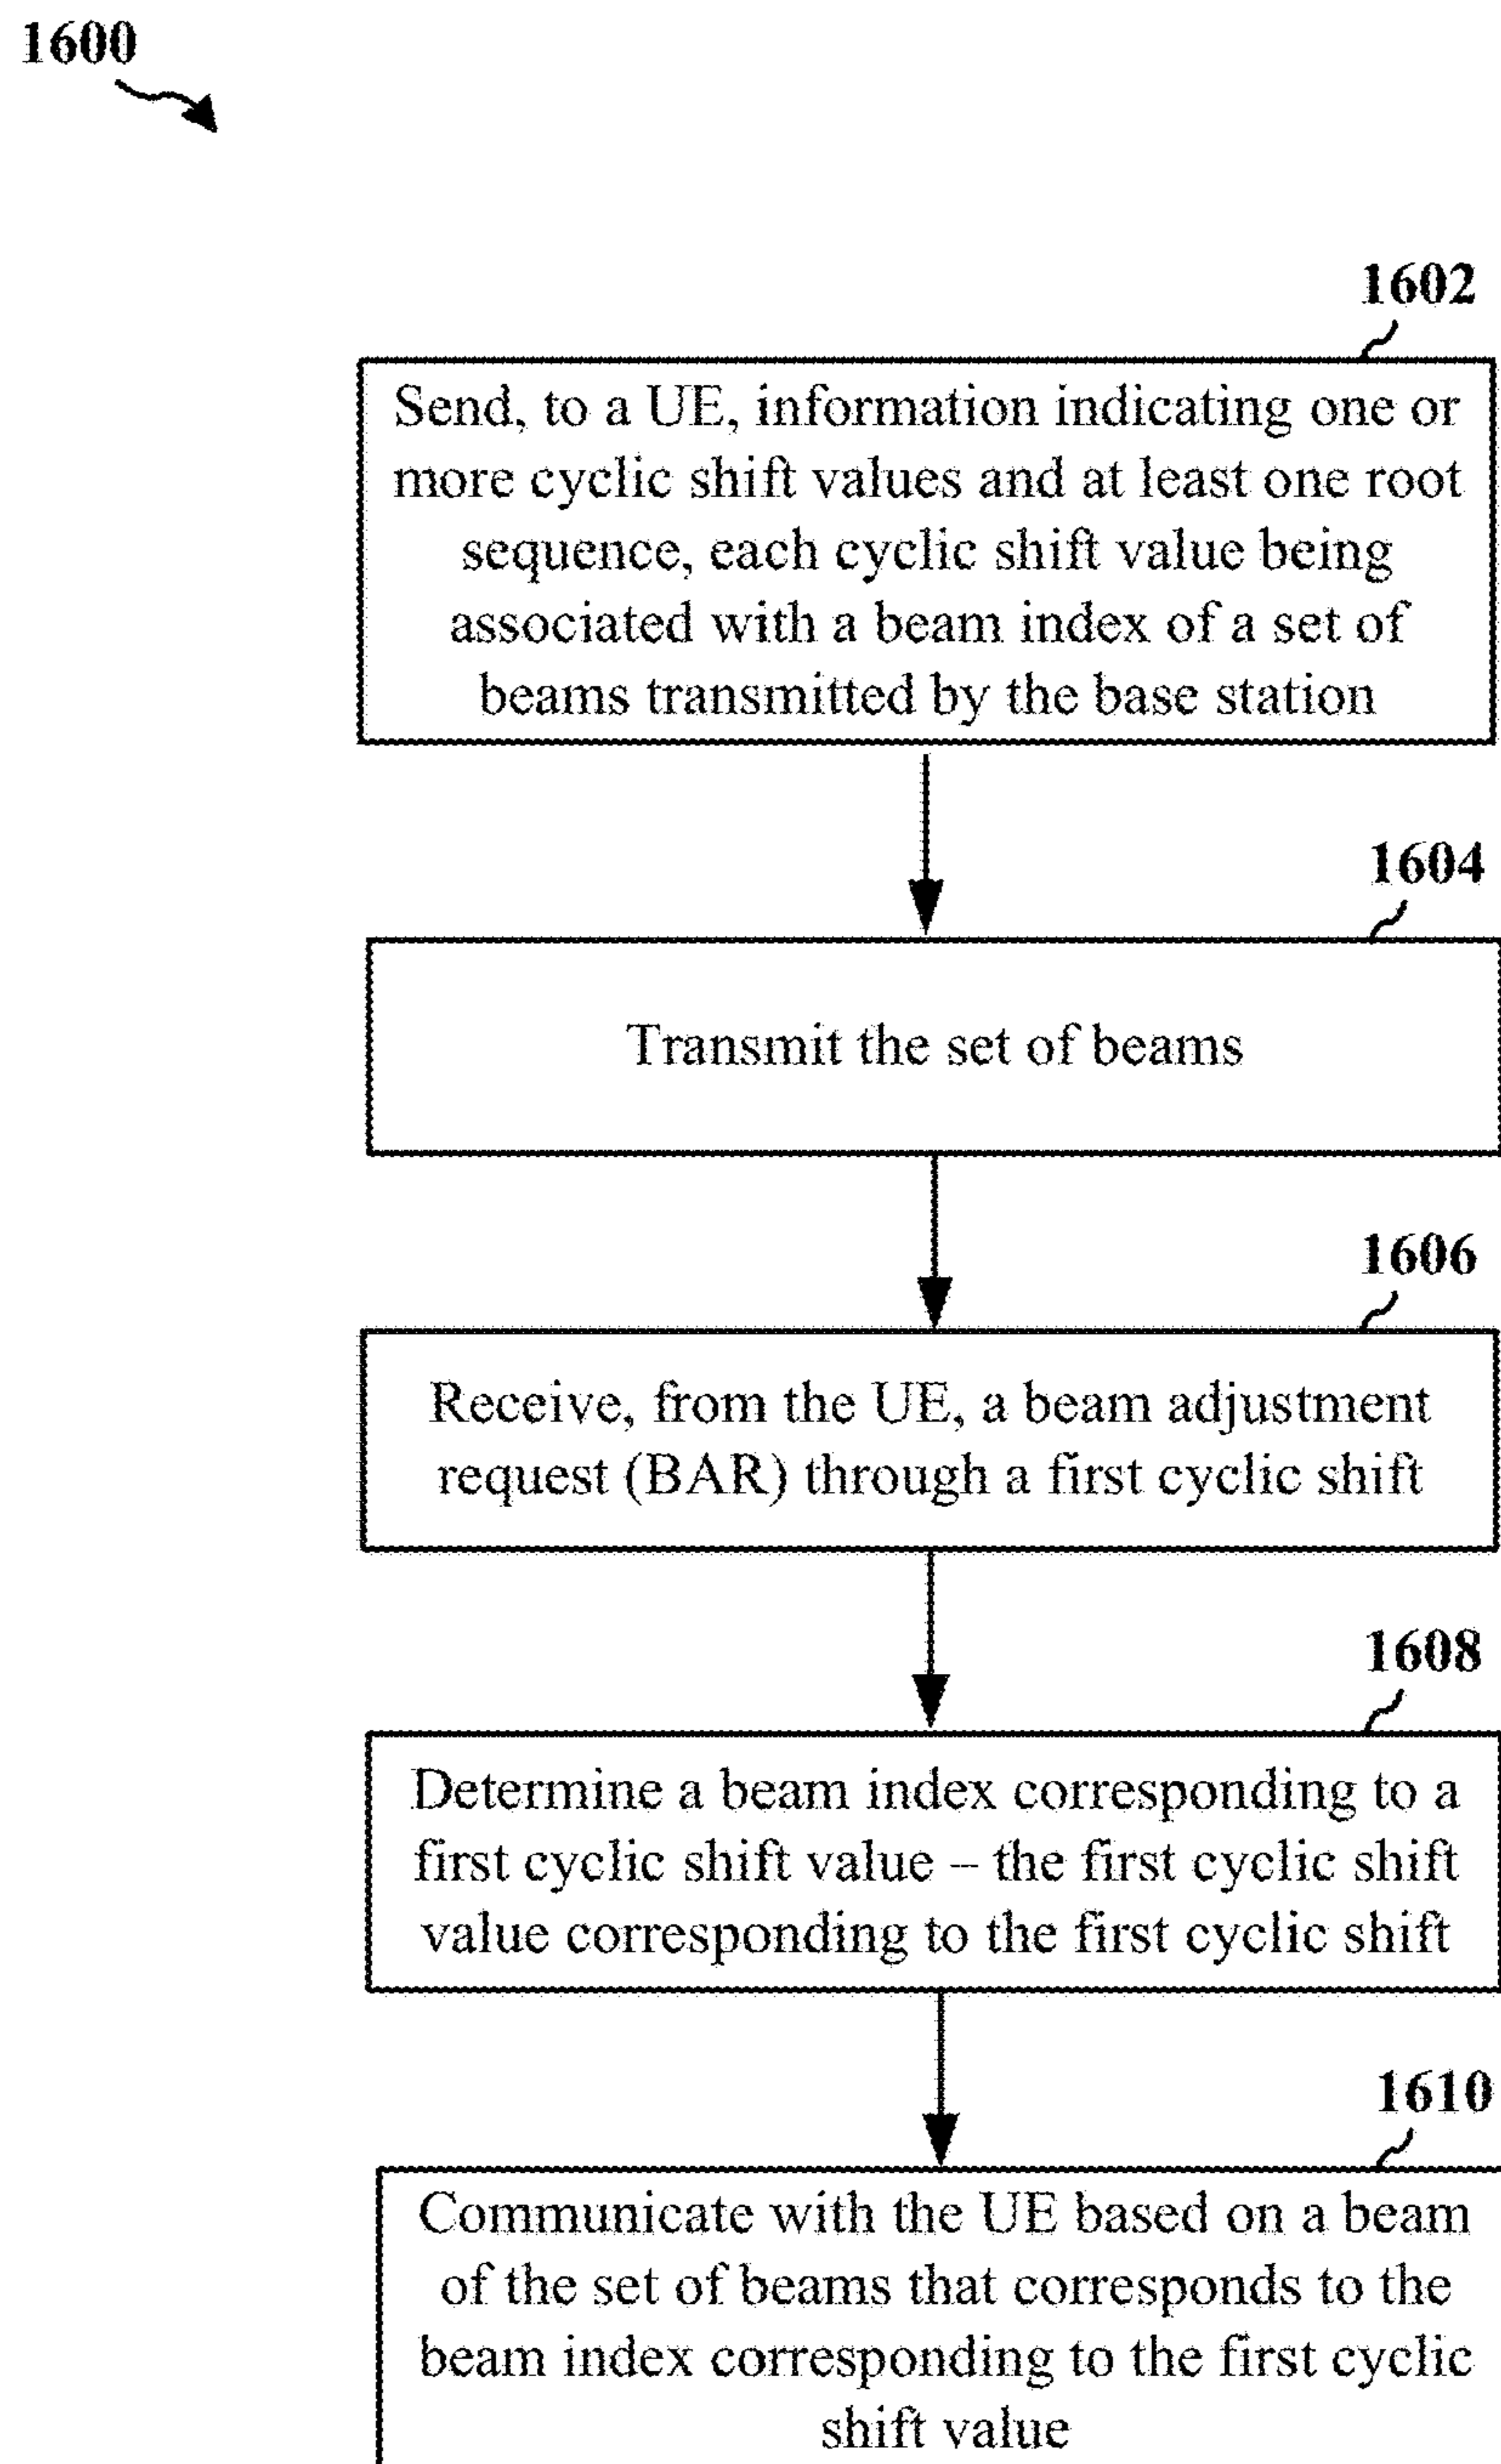 1600
1602
Send, to a UE, information indicating one or
more cyclic shift values and at least one root
sequence, each cyclic shift value being
associated with a beam index of a set of
beams transmitted by the base station
1604
Transmit the set of beams
1606
Receive, from the UE, a beam adjustment
request (BAR) through a first cyclic shift
1608
Determine a beam index corresponding to a
first cyclic shift value – the first cyclic shift
value corresponding to the first cyclic shift
1610
Communicate with the UE based on a beam
of the set of beams that corresponds to the
beam index corresponding to the first cyclic
shift value